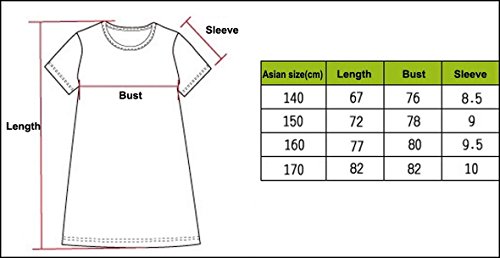 Sleeve
Bust
Length
Asian size(cm) Length Bust Sleeve
140 67 76 8.5
150 72 78 9
160 77 80 9.5
170 82 82 10